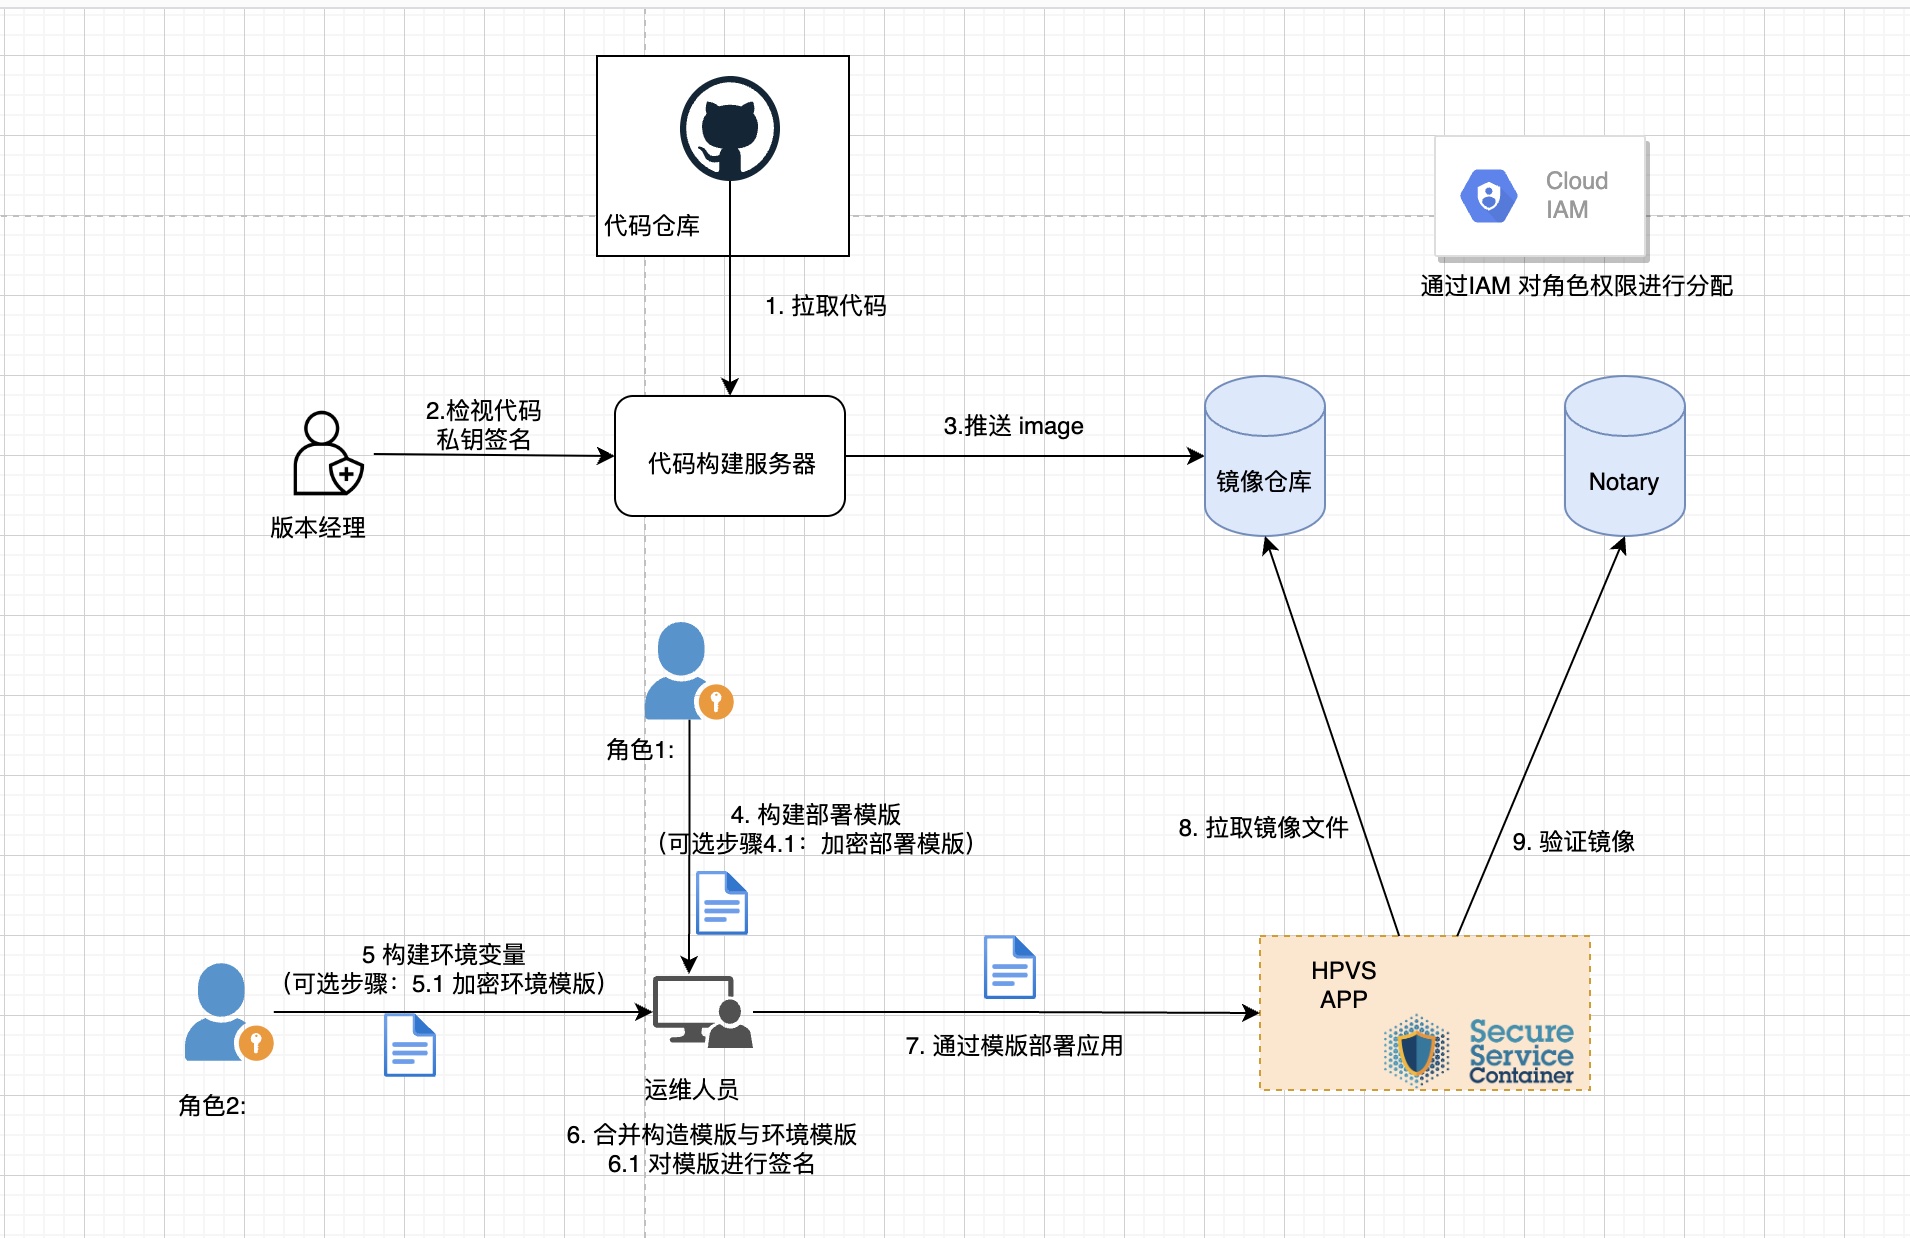 代码仓库
Cloud
IAM
通过IAM 对角色权限进行分配
1. 拉取代码
2.检视代码
私钥签名
版本经理
代码构建服务器
3.推送 image
镜像仓库
Notary
角色1:
4. 构建部署模版
（可选步骤4.1：加密部署模版）
8. 拉取镜像文件
9. 验证镜像
5 构建环境变量
（可选步骤：5.1 加密环境模版）
角色2:
运维人员
6. 合并构造模版与环境模版
6.1 对模版进行签名
7. 通过模版部署应用
HPVS
APP
Secure
Service
Container